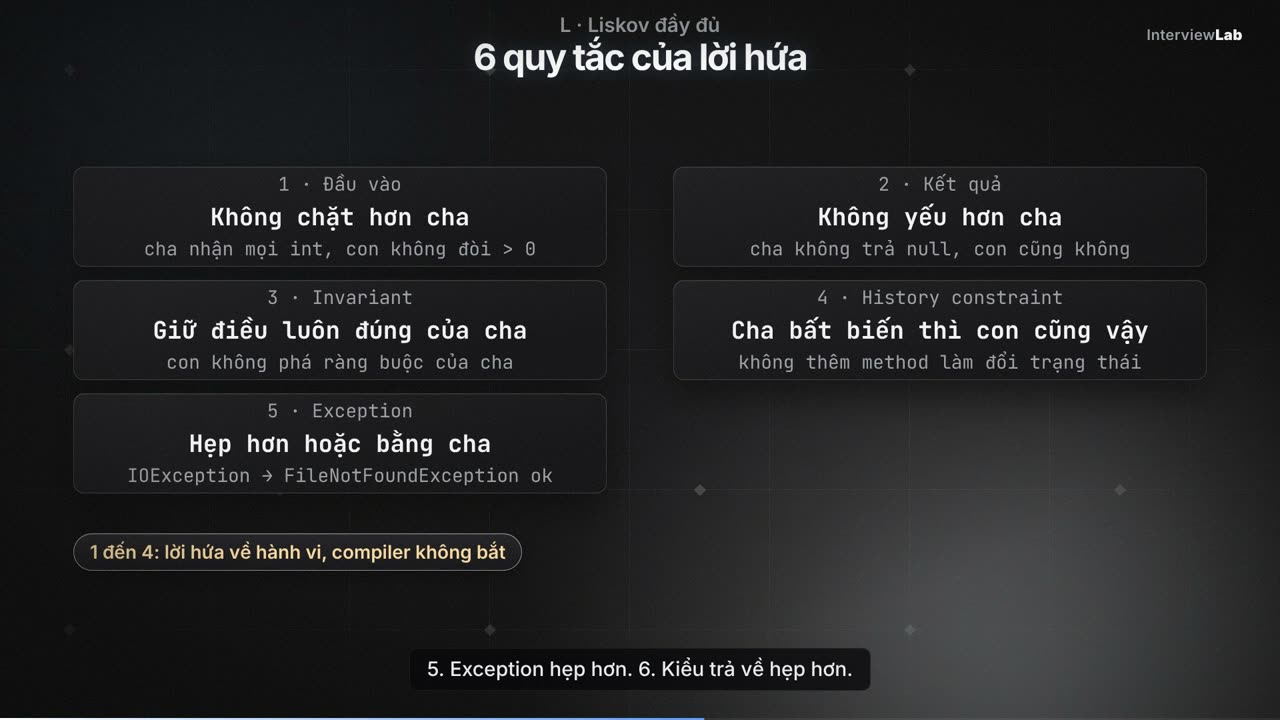 L · Liskov đầy đủ
6 quy tắc của lời hứa
InterviewLab
1 · Đầu vào
Không chặt hơn cha
cha nhận mọi int, con không đòi > 0
2 · Kết quả
Không yếu hơn cha
cha không trả null, con cũng không
3 · Invariant
Giữ điều luôn đúng của cha
con không phá ràng buộc của cha
4 · History constraint
Cha bất biến thì con cũng vậy
không thêm method làm đổi trạng thái
5 · Exception
Hẹp hơn hoặc bằng cha
IOException → FileNotFoundException ok
1 đến 4: lời hứa về hành vi, compiler không bắt
5. Exception hẹp hơn. 6. Kiểu trả về hẹp hơn.